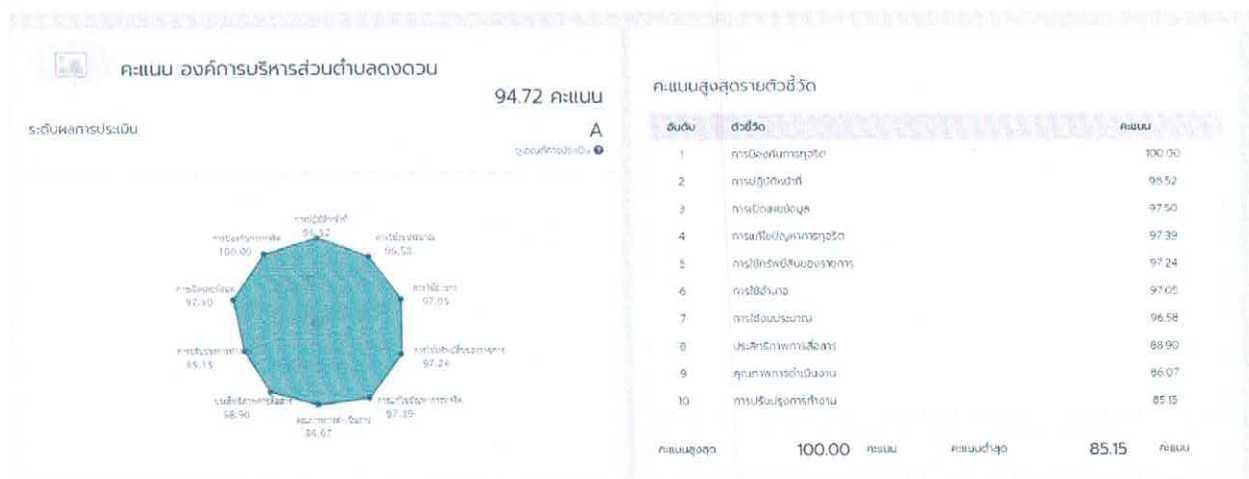 คะแนน องค์การบริหารส่วนตำบลดงดวน
94.72 คะแนน
ระดับผลการประเมิน
A
ดูเกณฑ์การประเมิน
การปฏิบัติหน้าที่
98.52
การป้องกันการทุจริต
100.00
การใช้งบประมาณ
96.58
การเปิดเผยข้อมูล
97.50
การใช้อำนาจ
97.05
การปรับปรุงการทำงาน
85.15
การใช้ทรัพย์สินของราชการ
97.24
ประสิทธิภาพการสื่อสาร
88.90
การแก้ไขปัญหาการทุจริต
97.39
คุณภาพการดำเนินงาน
คะแนนสูงสุดรายตัวชี้วัด
อันดับ ตัวชี้วัด คะแนน
1 การป้องกันการทุจริต 100.00
2 การปฏิบัติหน้าที่ 98.52
3 การเปิดเผยข้อมูล 97.50
4 การแก้ไขปัญหาการทุจริต 97.39
5 การใช้ทรัพย์สินของราชการ 97.24
6 การใช้อำนาจ 97.05
7 การใช้งบประมาณ 96.58
8 ประสิทธิภาพการสื่อสาร 88.90
9 คุณภาพการดำเนินงาน
10 การปรับปรุงการทำงาน 85.15
คะแนนสูงสุด 100.00 คะแนน คะแนนต่ำสุด 85.15 คะแนน